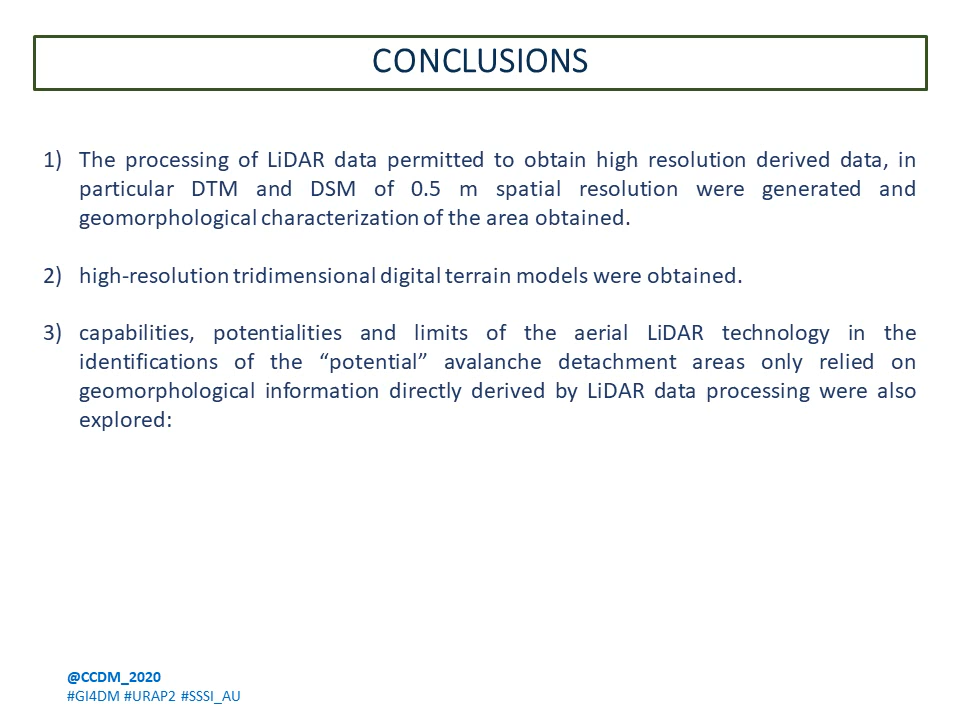 CONCLUSIONS
1) The processing of LiDAR data permitted to obtain high resolution derived data, in
particular DTM and DSM of 0.5 m spatial resolution were generated and
geomorphological characterization of the area obtained.
2) high-resolution tridimensional digital terrain models were obtained.
3) capabilities, potentialities and limits of the aerial LiDAR technology in the
identifications of the “potential” avalanche detachment areas only relied on
geomorphological information directly derived by LiDAR data processing were also
explored:
@CCDM_2020
#GI4DM #URAP2 #SSSI_AU